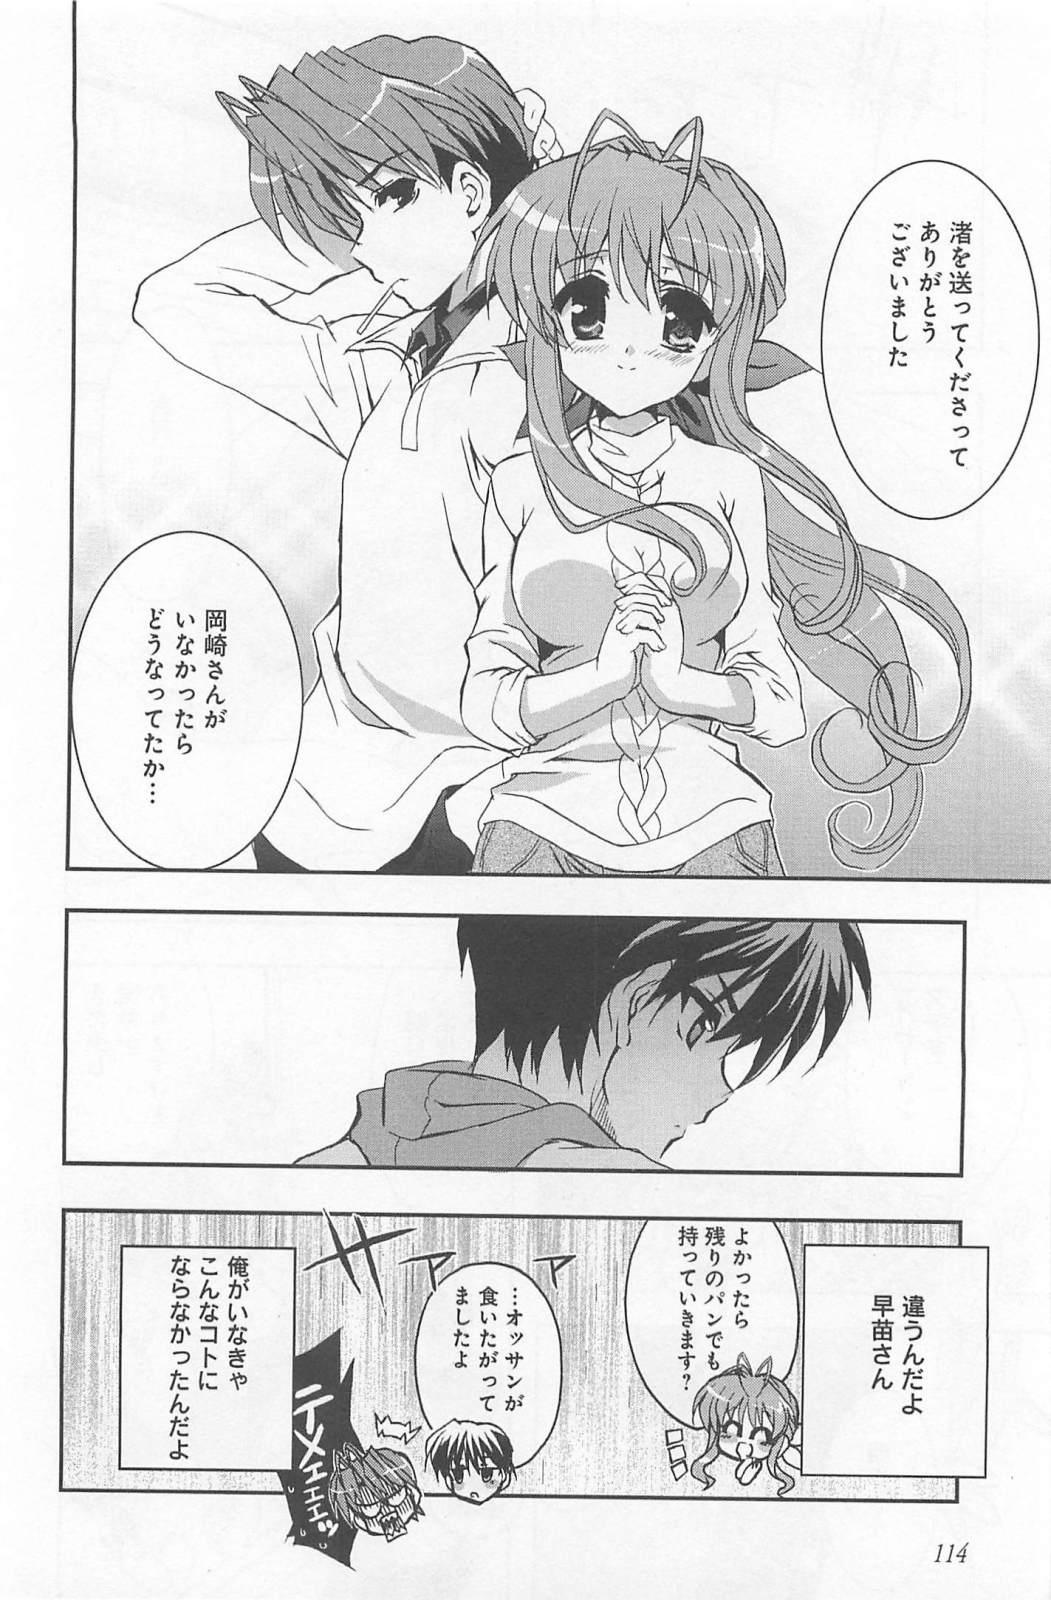 渚を送ってくださって
ありがとう
ございました
岡崎さんが
いなかったら
どうなってたか…
違うんだよ
早苗さん
よかったら
残りのパンでも
持っていきます?
…オッサンが
食いたがって
ましたよ
ザァァ
テメェェェッ
俺がいなきゃ
こんなコトに
ならなかったんだよ
114